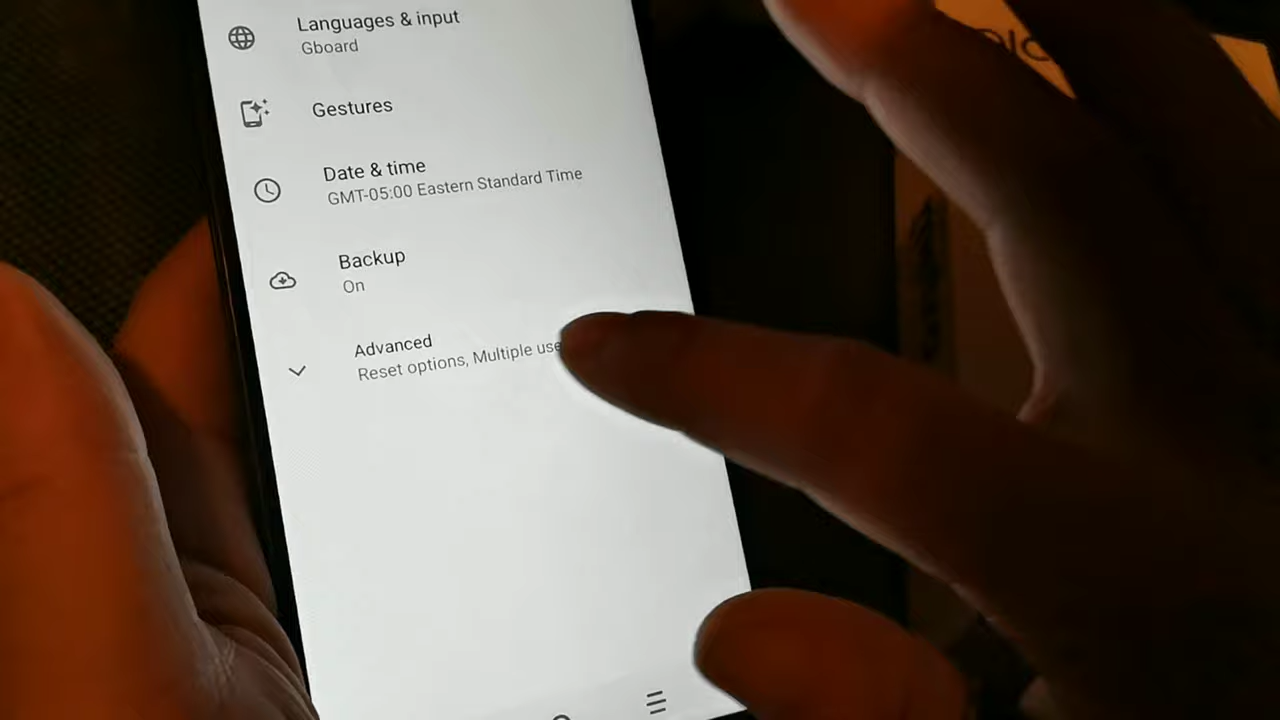 Languages & input
Gboard
Gestures
Date & time
GMT-05:00 Eastern Standard Time
Backup
On
Advanced
Reset options, Multiple use